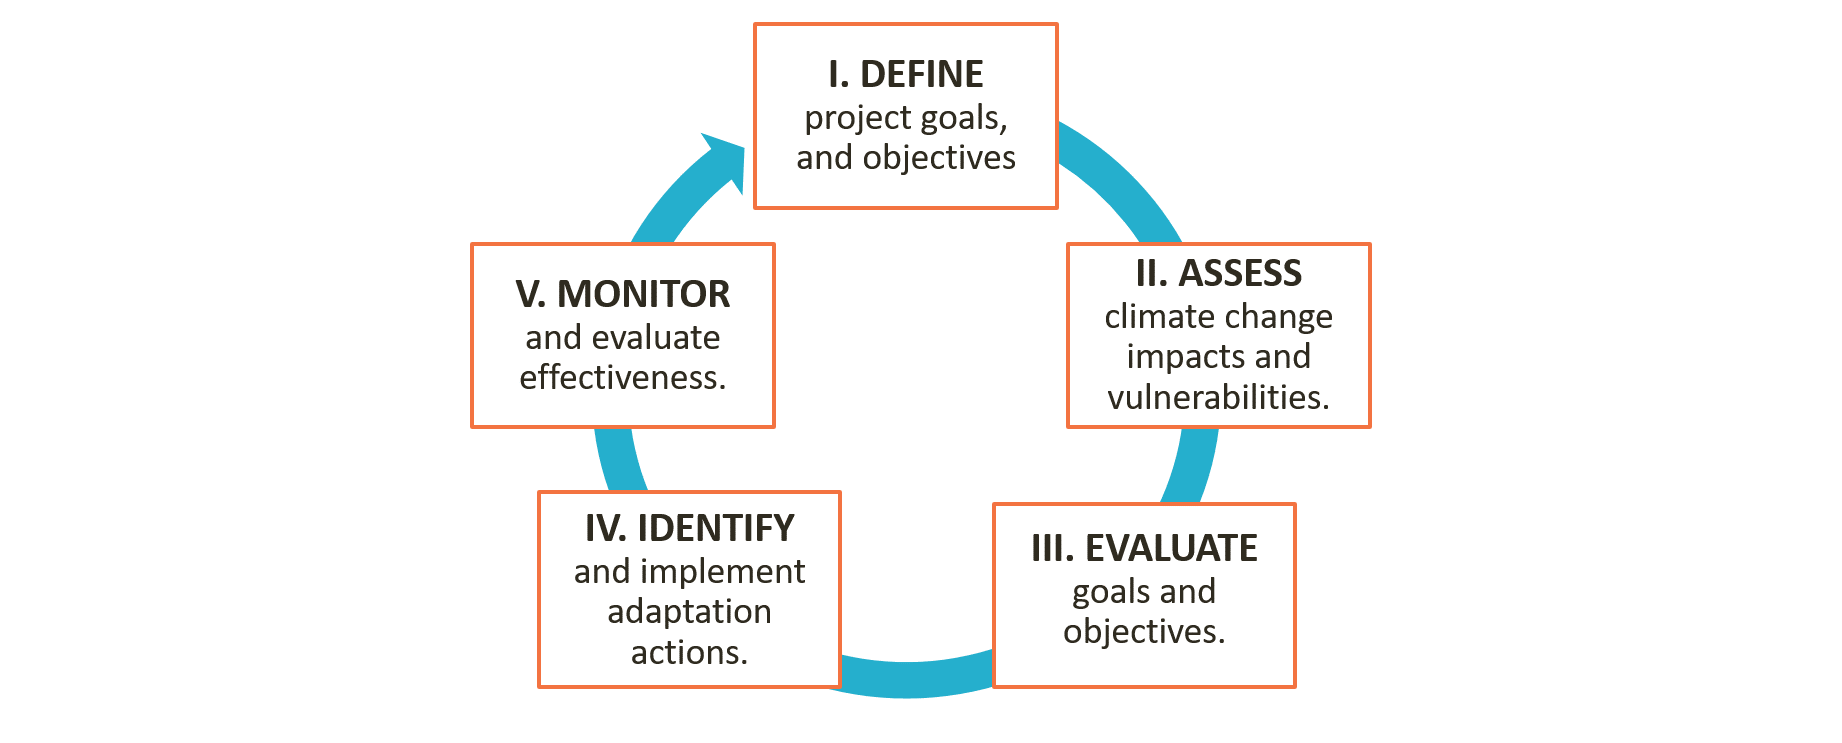 I. DEFINE
project goals,
and objectives
II. ASSESS
climate change
impacts and
vulnerabilities.
III. EVALUATE
goals and
objectives.
IV. IDENTIFY
and implement
adaptation
actions.
V. MONITOR
and evaluate
effectiveness.